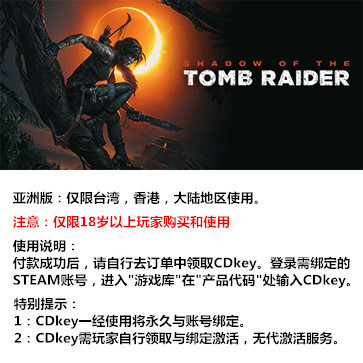 SHADOW OF THE
TOMB RAIDER
亚洲版：仅限台湾，香港，大陆地区使用。
注意：仅限18岁以上玩家购买和使用
使用说明：
付款成功后，请自行去订单中领取CDkey。登录需绑定的
STEAM账号，进入"游戏库"在"产品代码"处输入CDkey。
特别提示：
1：CDkey一经使用将永久与账号绑定。
2：CDkey需玩家自行领取与绑定激活，无代激活服务。